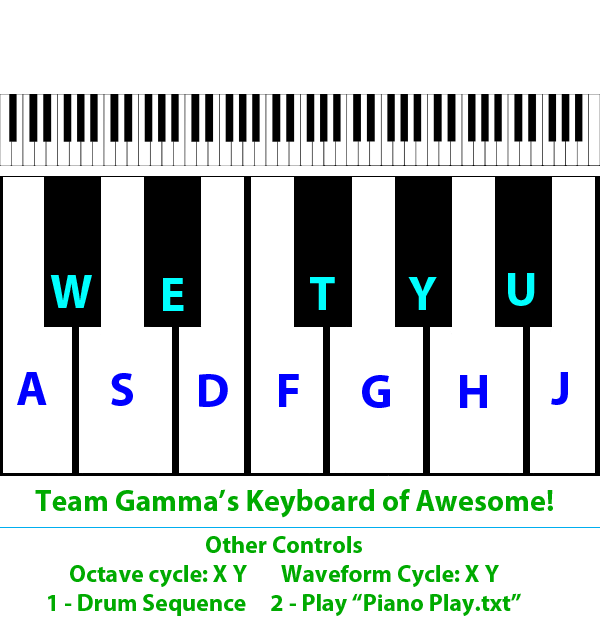 W E T Y U
A S D F G H J
Team Gamma’s Keyboard of Awesome!
Other Controls
Octave cycle: X Y Waveform Cycle: X Y
1 - Drum Sequence 2 - Play “Piano Play.txt”